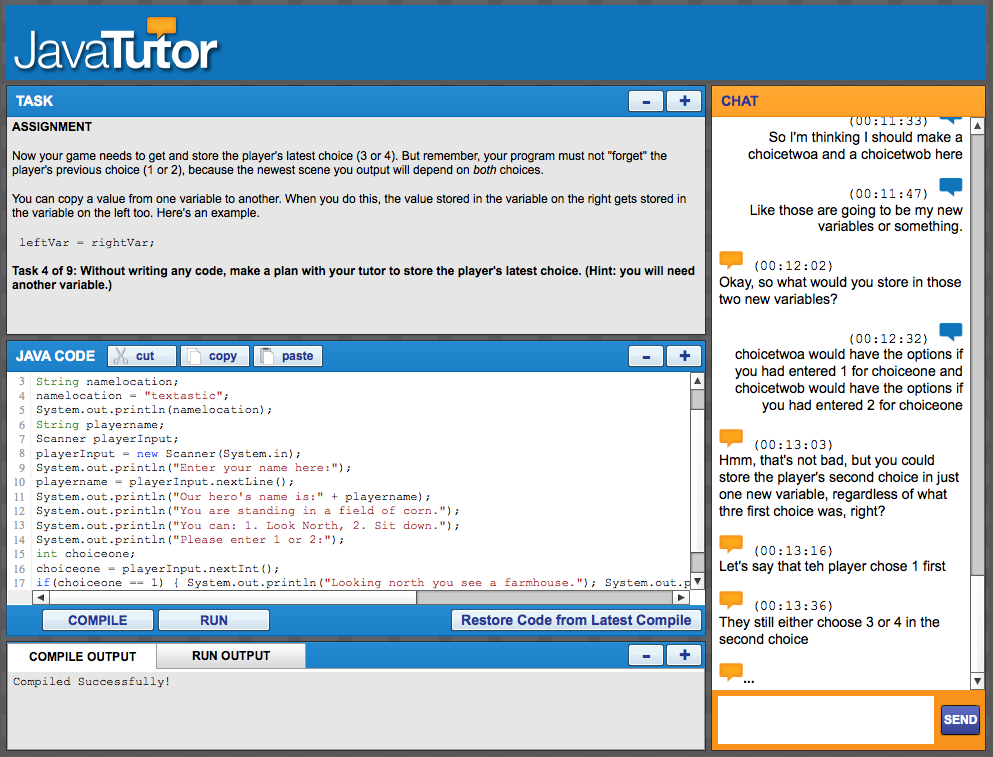 JavaTutor
TASK
- +
ASSIGNMENT
Now your game needs to get and store the player's latest choice (3 or 4). But remember, your program must not "forget" the
player's previous choice (1 or 2), because the newest scene you output will depend on both choices.
You can copy a value from one variable to another. When you do this, the value stored in the variable on the right gets stored in
the variable on the left too. Here's an example.
leftVar = rightVar;
Task 4 of 9: Without writing any code, make a plan with your tutor to store the player's latest choice. (Hint: you will need
another variable.)
JAVA CODE cut copy paste - +
3 String namelocation;
4 namelocation = "textastic";
5 System.out.println(namelocation);
6 String playername;
7 Scanner playerInput;
8 playerInput = new Scanner(System.in);
9 System.out.println("Enter your name here:");
10 playername = playerInput.nextLine();
11 System.out.println("Our hero's name is:" + playername);
12 System.out.println("You are standing in a field of corn.");
13 System.out.println("You can: 1. Look North, 2. Sit down.");
14 System.out.println("Please enter 1 or 2:");
15 int choiceone;
16 choiceone = playerInput.nextInt();
17 if(choiceone == 1) { System.out.println("Looking north you see a farmhouse."); System.out.p
COMPILE RUN Restore Code from Latest Compile
COMPILE OUTPUT RUN OUTPUT - +
Compiled Successfully!
CHAT
(00:11:33)
So I'm thinking I should make a
choicetwoa and a choicetwob here
(00:11:47)
Like those are going to be my new
variables or something.
(00:12:02)
Okay, so what would you store in those
two new variables?
(00:12:32)
choicetwoa would have the options if
you had entered 1 for choiceone and
choicetwob would have the options if
you had entered 2 for choiceone
(00:13:03)
Hmm, that's not bad, but you could
store the player's second choice in just
one new variable, regardless of what
thre first choice was, right?
(00:13:16)
Let's say that teh player chose 1 first
(00:13:36)
They still either choose 3 or 4 in the
second choice
...
SEND